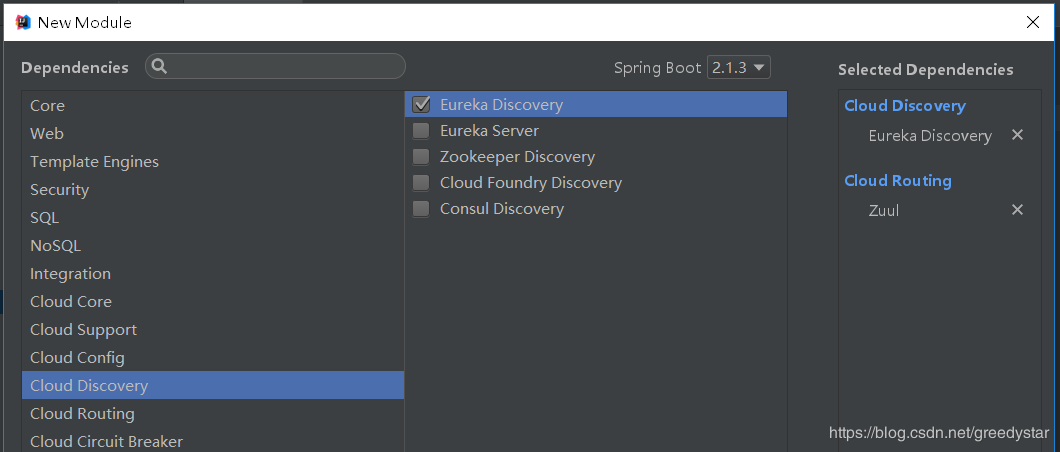 New Module
Dependencies
Spring Boot 2.1.3
Selected Dependencies
Core
Web
Template Engines
Security
SQL
NoSQL
Integration
Cloud Core
Cloud Support
Cloud Config
Cloud Discovery
Cloud Routing
Cloud Circuit Breaker
Eureka Discovery
Eureka Server
Zookeeper Discovery
Cloud Foundry Discovery
Consul Discovery
Cloud Discovery
Eureka Discovery
Cloud Routing
Zuul
https://blog.csdn.net/greedystar